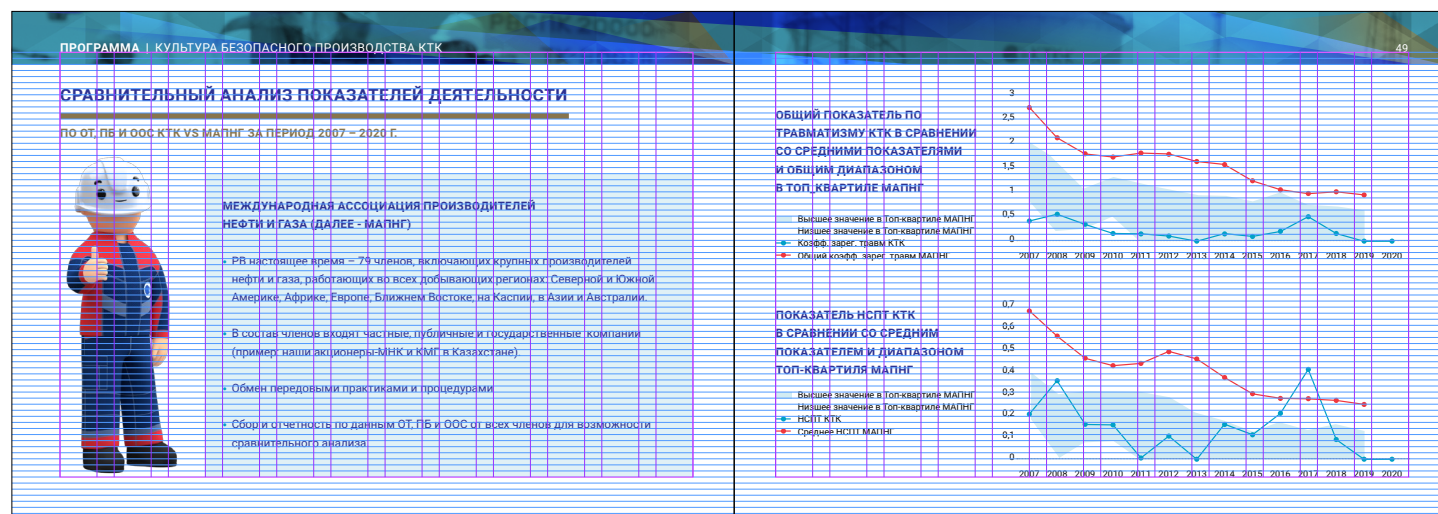 ПРОГРАММА | КУЛЬТУРА БЕЗОПАСНОГО ПРОИЗВОДСТВА КТК
49
СРАВНИТЕЛЬНЫЙ АНАЛИЗ ПОКАЗАТЕЛЕЙ ДЕЯТЕЛЬНОСТИ
ПО ОТ, ПБ И ООС КТК VS МАПНГ ЗА ПЕРИОД 2007 – 2020 Г.
МЕЖДУНАРОДНАЯ АССОЦИАЦИЯ ПРОИЗВОДИТЕЛЕЙ
НЕФТИ И ГАЗА (ДАЛЕЕ - МАПНГ)
• РВ настоящее время – 79 членов, включающих крупных производителей
нефти и газа, работающих во всех добывающих регионах: Северной и Южной
Америке, Африке, Европе, Ближнем Востоке, на Каспии, в Азии и Австралии.
• В состав членов входят частные, публичные и государственные компании
(пример: наши акционеры-МНК и КМГ в Казахстане)
• Обмен передовыми практиками и процедурами
• Сбор и отчетность по данным ОТ, ПБ и ООС от всех членов для возможности
сравнительного анализа.
ОБЩИЙ ПОКАЗАТЕЛЬ ПО
ТРАВМАТИЗМУ КТК В СРАВНЕНИИ
СО СРЕДНИМИ ПОКАЗАТЕЛЯМИ
И ОБЩИМ ДИАПАЗОНОМ
В ТОП_КВАРТИЛЕ МАПНГ
Высшее значение в Топ-квартиле МАПНГ
Низшее значение в Топ-квартиле МАПНГ
Коэфф. зарег. травм КТК
Общий коэфф. зарег. травм МАПНГ
3
2,5
2
1,5
1
0,5
0
2007 2008 2009 2010 2011 2012 2013 2014 2015 2016 2017 2018 2019 2020
ПОКАЗАТЕЛЬ НСПТ КТК
В СРАВНЕНИИ СО СРЕДНИМ
ПОКАЗАТЕЛЕМ И ДИАПАЗОНОМ
ТОП-КВАРТИЛЯ МАПНГ
Высшее значение в Топ-квартиле МАПНГ
Низшее значение в Топ-квартиле МАПНГ
НСПТ КТК
Среднее НСПТ МАПНГ
0,7
0,6
0,5
0,4
0,3
0,2
0,1
0
2007 2008 2009 2010 2011 2012 2013 2014 2015 2016 2017 2018 2019 2020